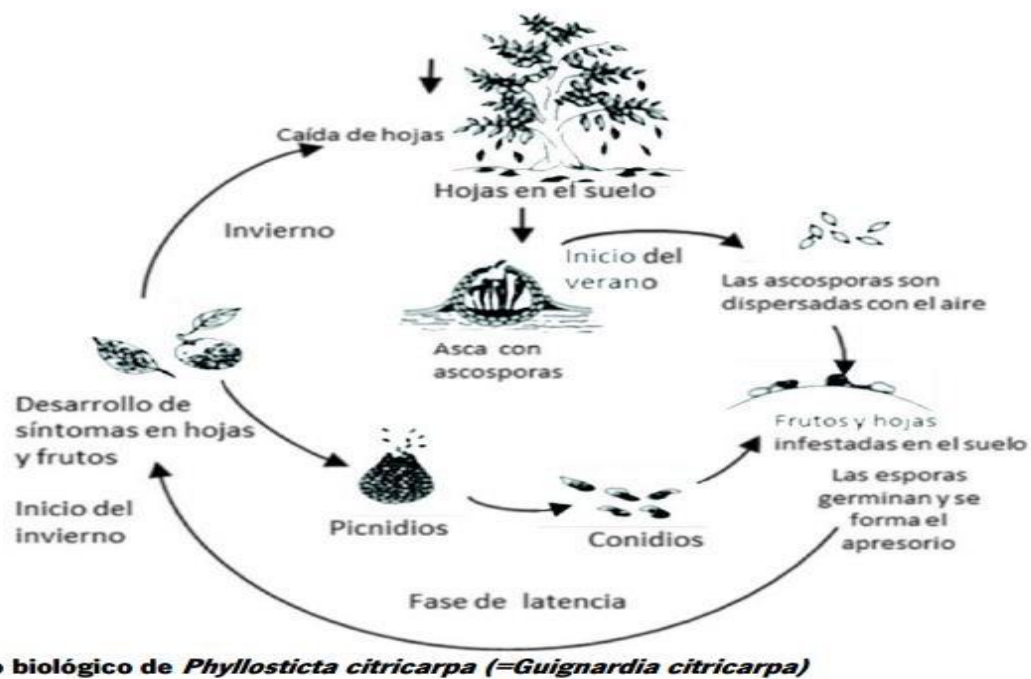 Caída de hojas
Hojas en el suelo
Invierno
Inicio del
verano
Las ascosporas son
dispersadas con el aire
Asca con
ascosporas
Desarrollo de
síntomas en hojas
y frutos
Frutos y hojas
infestadas en el suelo
Las esporas
germinan y se
forma el
apresorio
Inicio del
invierno
Picnidios
Conidios
Fase de latencia
o biológico de Phyllosticta citricarpa (=Guignardia citricarpa)